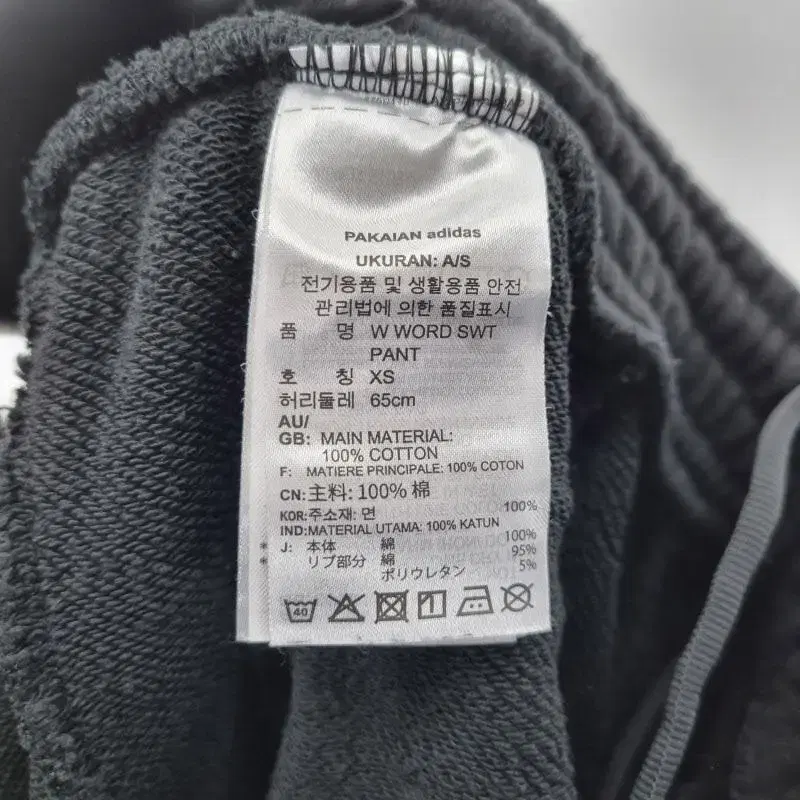 PAKAIAN adidas
UKURAN: A/S
전기용품 및 생활용품 안전
관리법에 의한 품질표시
품 명 W WORD SWT
PANT
호 칭 XS
허리둘레 65cm
AU/
GB: MAIN MATERIAL:
100% COTTON
F: MATIERE PRINCIPALE: 100% COTON
CN: 主料: 100% 棉
KOR: 주소재: 면 100%
IND: MATERIAL UTAMA: 100% KATUN
* J: 本体 綿 100%
* リブ部分 綿 95%
ポリウレタン 5%
40